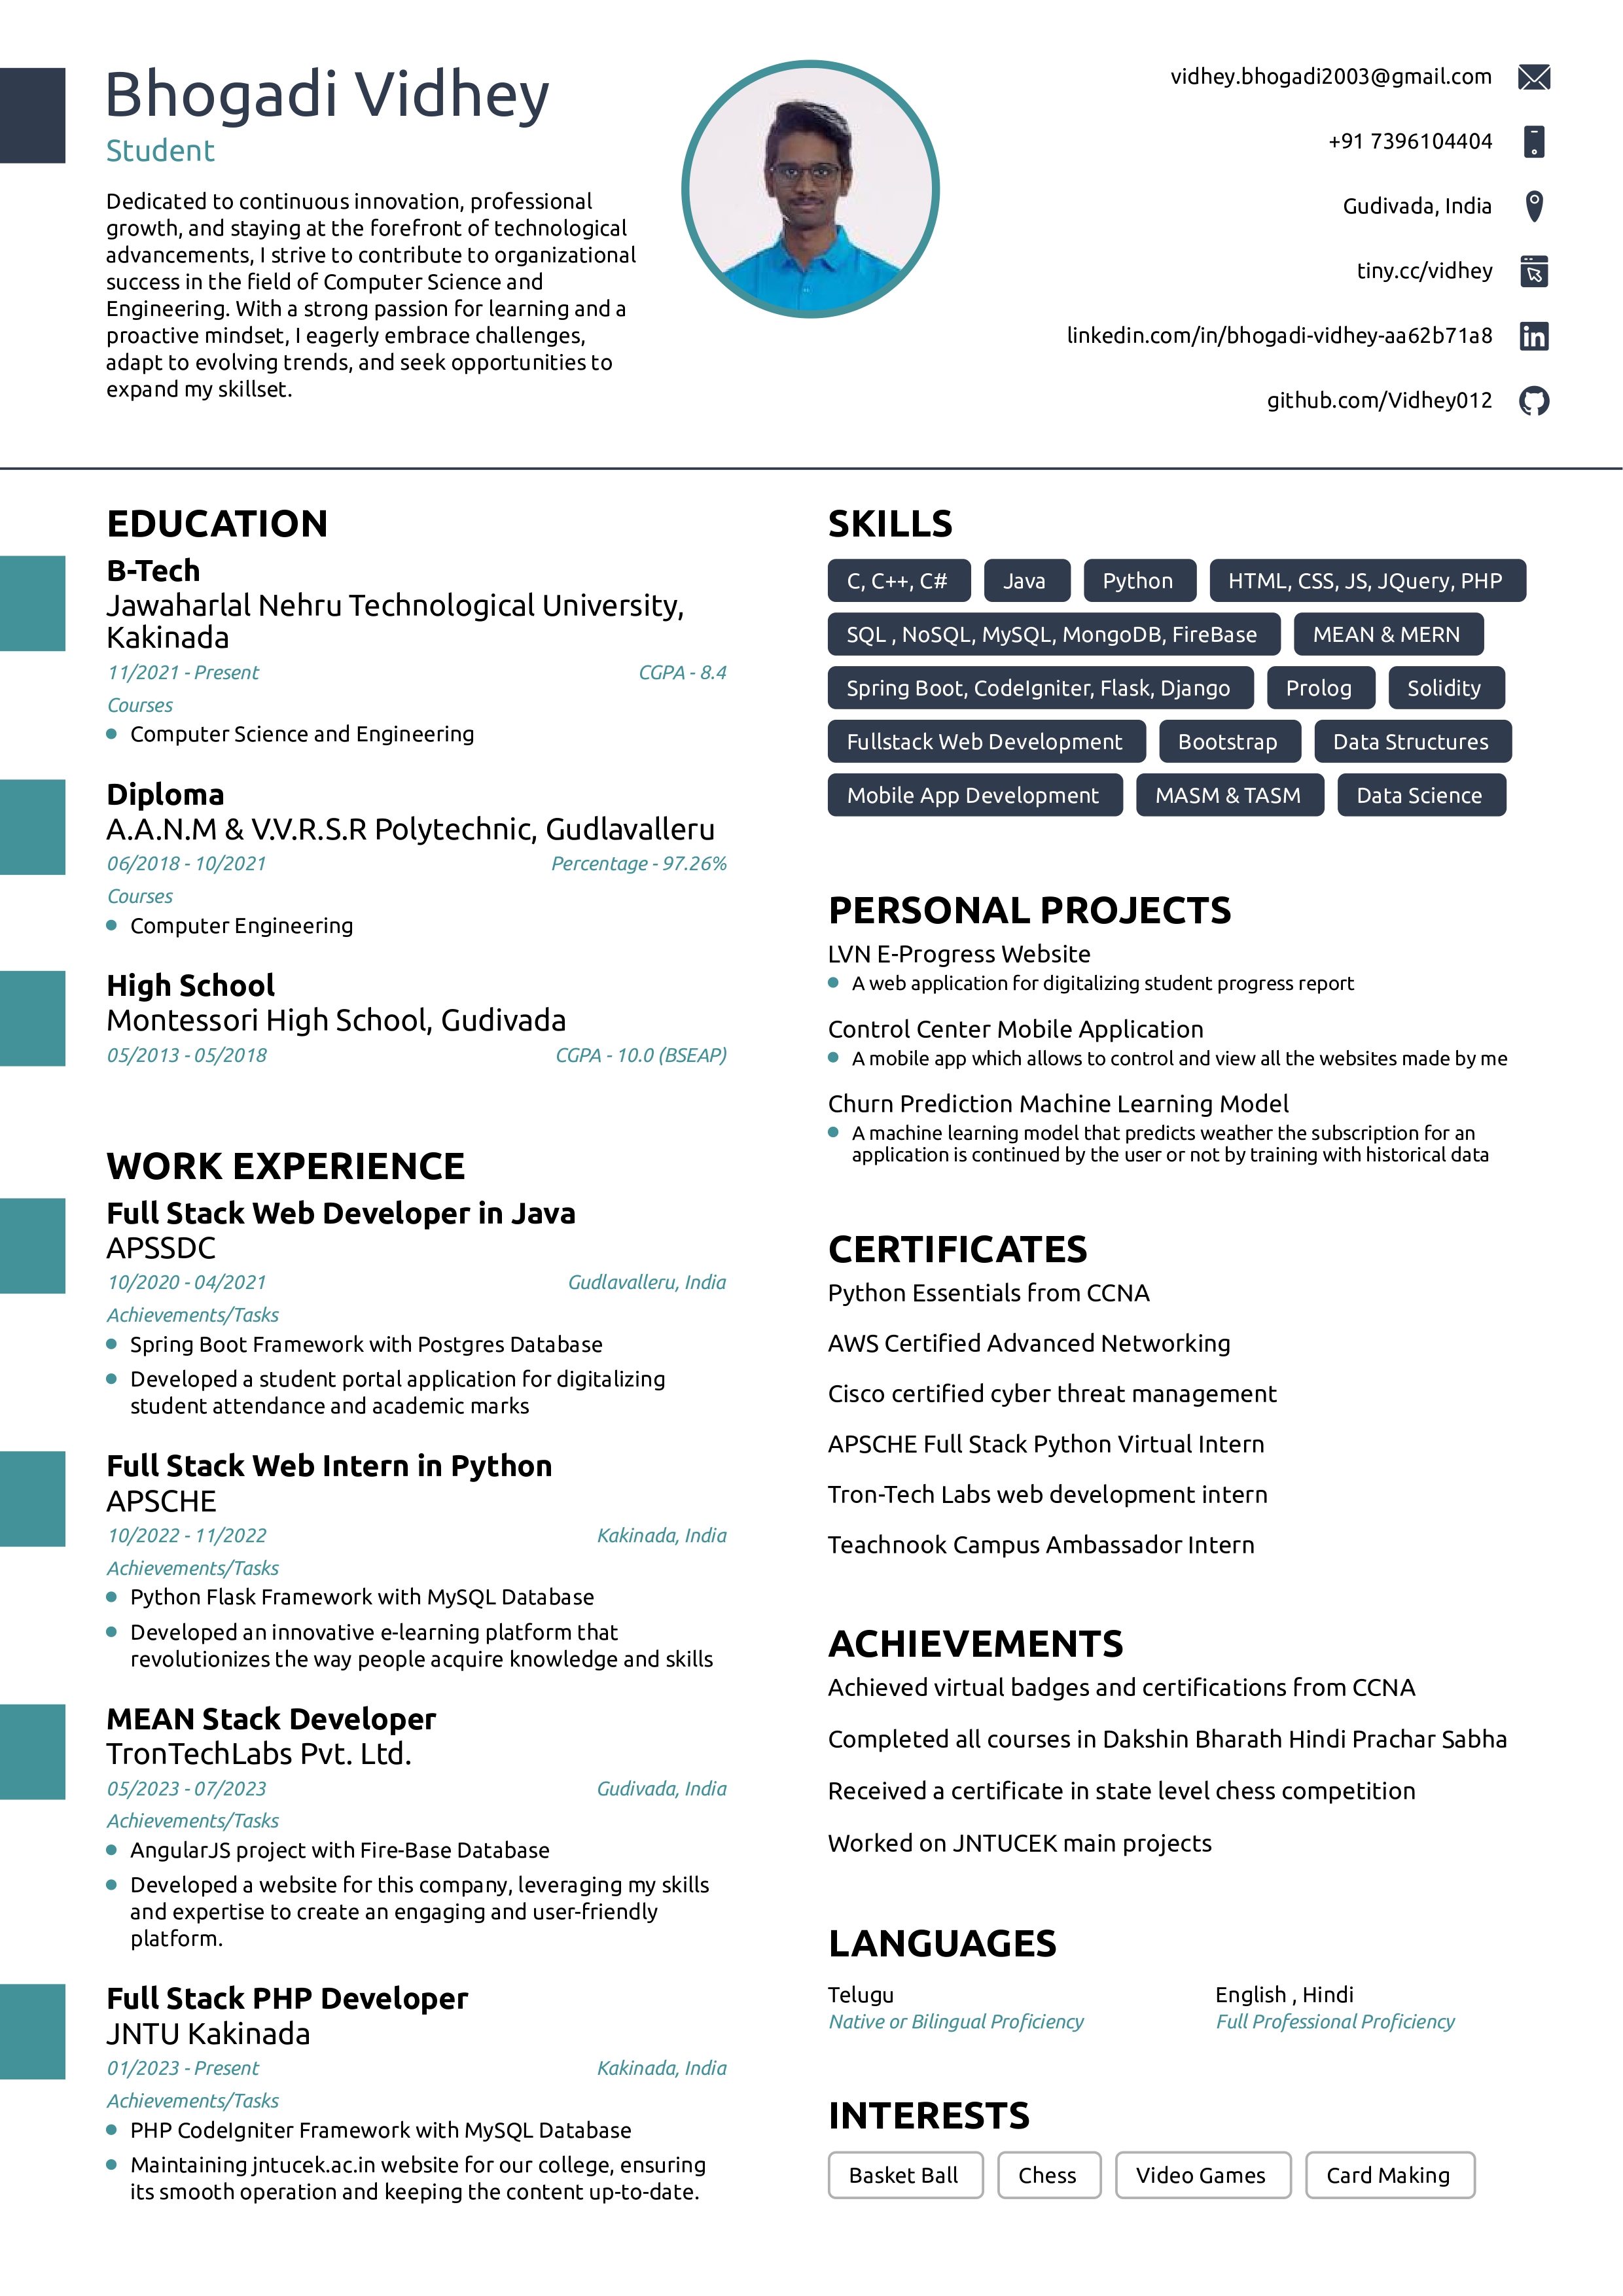 Bhogadi Vidhey
Student
Dedicated to continuous innovation, professional
growth, and staying at the forefront of technological
advancements, I strive to contribute to organizational
success in the field of Computer Science and
Engineering. With a strong passion for learning and a
proactive mindset, I eagerly embrace challenges,
adapt to evolving trends, and seek opportunities to
expand my skillset.
vidhey.bhogadi2003@gmail.com
+91 7396104404
Gudivada, India
tiny.cc/vidhey
linkedin.com/in/bhogadi-vidhey-aa62b71a8
in
github.com/Vidhey012
EDUCATION
B-Tech
Jawaharlal Nehru Technological University,
Kakinada
11/2021 - Present CGPA - 8.4
Courses
Computer Science and Engineering
Diploma
A.A.N.M & V.V.R.S.R Polytechnic, Gudlavalleru
06/2018 - 10/2021 Percentage - 97.26%
Courses
Computer Engineering
High School
Montessori High School, Gudivada
05/2013 - 05/2018 CGPA - 10.0 (BSEAP)
WORK EXPERIENCE
Full Stack Web Developer in Java
APSSDC
10/2020 - 04/2021 Gudlavalleru, India
Achievements/Tasks
Spring Boot Framework with Postgres Database
Developed a student portal application for digitalizing
student attendance and academic marks
Full Stack Web Intern in Python
APSCHE
10/2022 - 11/2022 Kakinada, India
Achievements/Tasks
Python Flask Framework with MySQL Database
Developed an innovative e-learning platform that
revolutionizes the way people acquire knowledge and skills
MEAN Stack Developer
TronTechLabs Pvt. Ltd.
05/2023 - 07/2023 Gudivada, India
Achievements/Tasks
AngularJS project with Fire-Base Database
Developed a website for this company, leveraging my skills
and expertise to create an engaging and user-friendly
platform.
Full Stack PHP Developer
JNTU Kakinada
01/2023 - Present Kakinada, India
Achievements/Tasks
PHP CodeIgniter Framework with MySQL Database
Maintaining jntucek.ac.in website for our college, ensuring
its smooth operation and keeping the content up-to-date.
SKILLS
C, C++, C# Java Python HTML, CSS, JS, JQuery, PHP
SQL , NoSQL, MySQL, MongoDB, FireBase MEAN & MERN
Spring Boot, CodeIgniter, Flask, Django Prolog Solidity
Fullstack Web Development Bootstrap Data Structures
Mobile App Development MASM & TASM Data Science
PERSONAL PROJECTS
LVN E-Progress Website
A web application for digitalizing student progress report
Control Center Mobile Application
A mobile app which allows to control and view all the websites made by me
Churn Prediction Machine Learning Model
A machine learning model that predicts weather the subscription for an
application is continued by the user or not by training with historical data
CERTIFICATES
Python Essentials from CCNA
AWS Certified Advanced Networking
Cisco certified cyber threat management
APSCHE Full Stack Python Virtual Intern
Tron-Tech Labs web development intern
Teachnook Campus Ambassador Intern
ACHIEVEMENTS
Achieved virtual badges and certifications from CCNA
Completed all courses in Dakshin Bharath Hindi Prachar Sabha
Received a certificate in state level chess competition
Worked on JNTUCEK main projects
LANGUAGES
Telugu English , Hindi
Native or Bilingual Proficiency Full Professional Proficiency
INTERESTS
Basket Ball Chess Video Games Card Making